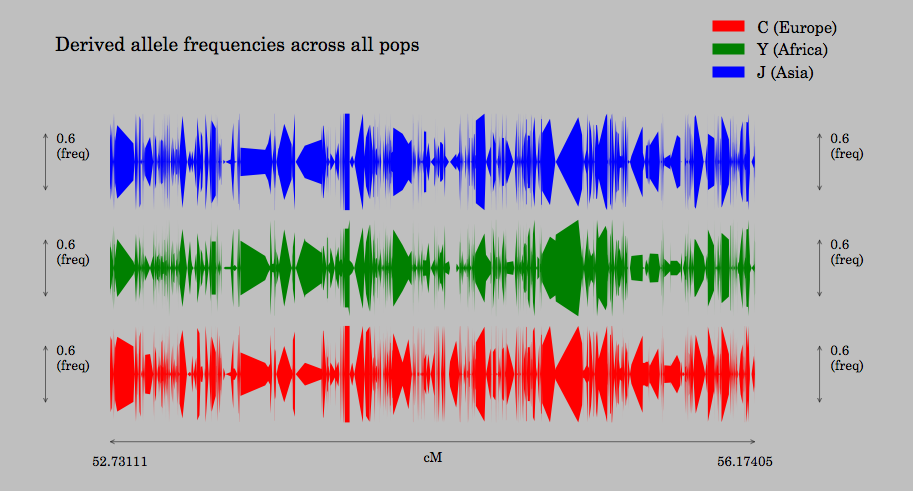 Derived allele frequencies across all pops
C (Europe)
Y (Africa)
J (Asia)
0.6
(freq)
0.6
(freq)
0.6
(freq)
0.6
(freq)
0.6
(freq)
0.6
(freq)
52.73111
cM
56.17405